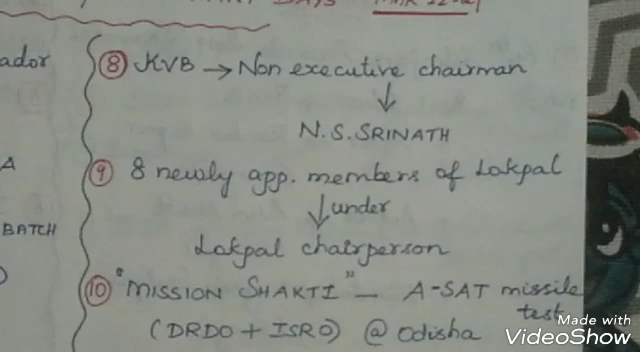 DAYS
ador
⑧ KVB → Non executive chairman
↓
N.S. SRINATH
A
⑨ 8 newly app. members of Lokpal
↓ under
BATCH
Lokpal chairperson
⑩ "MISSION SHAKTI" — A-SAT missile
test
(DRDO + ISRO) @ Odisha
Made with
VideoShow